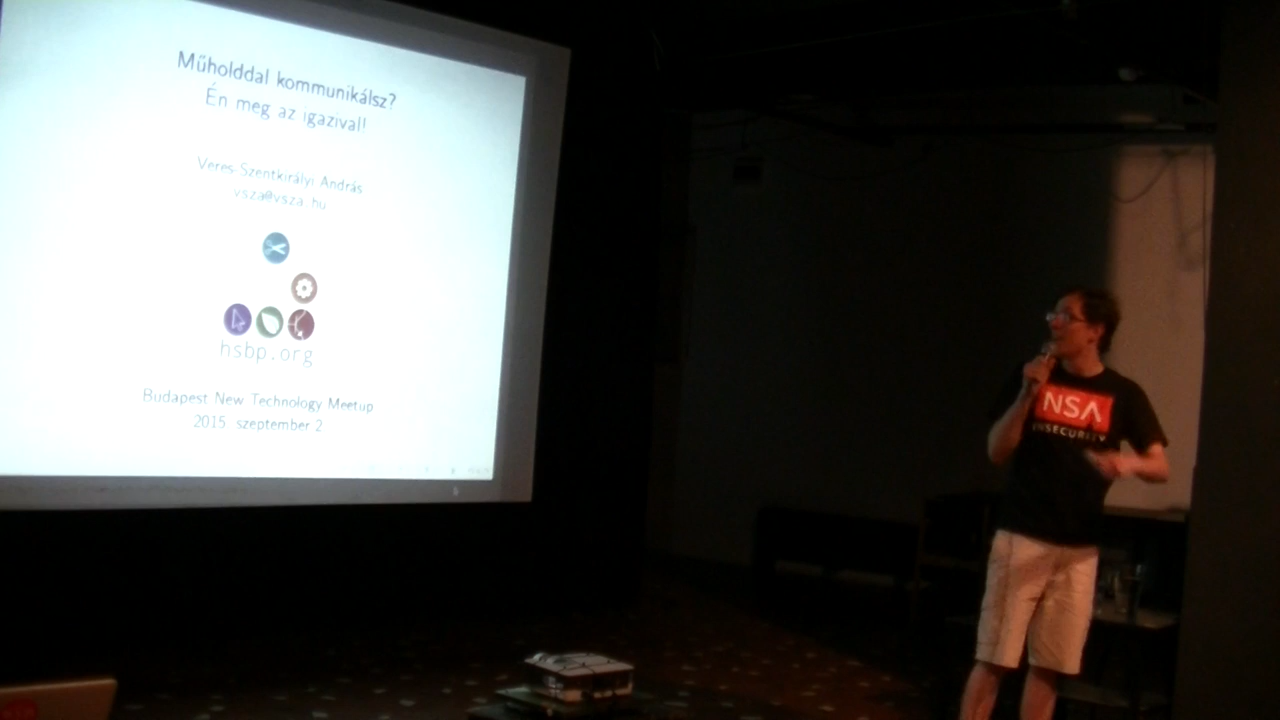 Műholddal kommunikálsz?
Én meg az igazival!
Veres-Szentkirályi András
vsza@vsza.hu
hsbp.org
Budapest New Technology Meetup
2015. szeptember 2.
NSA
INSECURITY